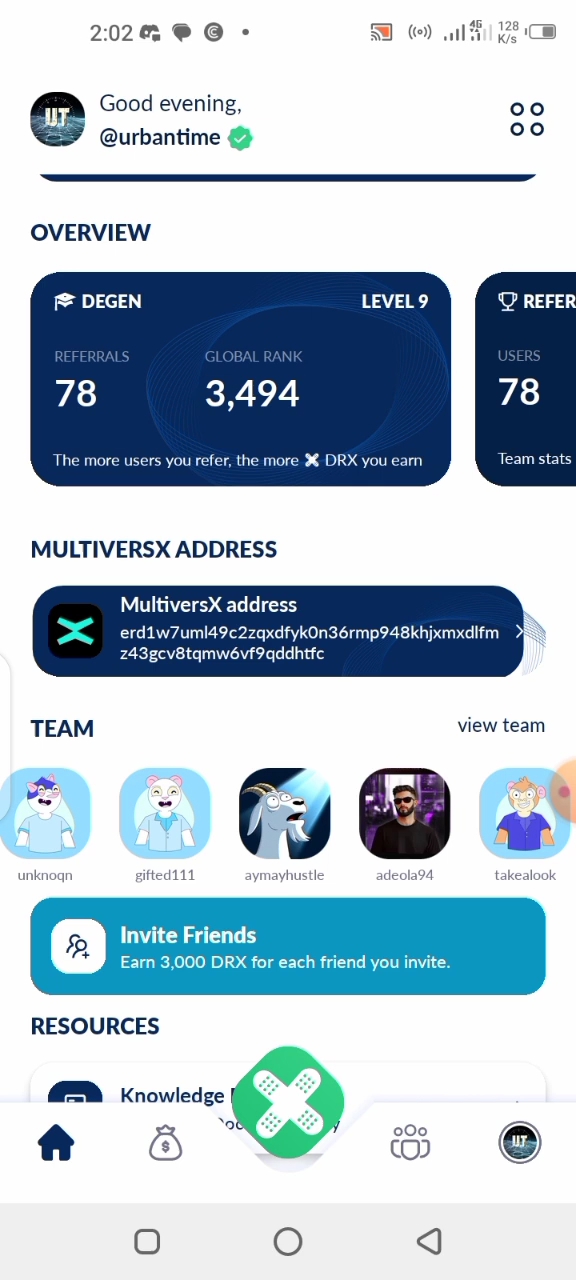 2:02
4G
128
K/s
Good evening,
@urbantime
OVERVIEW
DEGEN
LEVEL 9
REFERRALS
GLOBAL RANK
78
3,494
The more users you refer, the more DRX you earn
REFER
USERS
78
Team stats
MULTIVERSX ADDRESS
MultiversX address
erd1w7uml49c2zqxdfyk0n36rmp948khjxmxdlfm
z43gcv8tqmw6vf9qddhtfc
TEAM
view team
unknoqn
gifted111
aymayhustle
adeola94
takealook
Invite Friends
Earn 3,000 DRX for each friend you invite.
RESOURCES
Knowledge